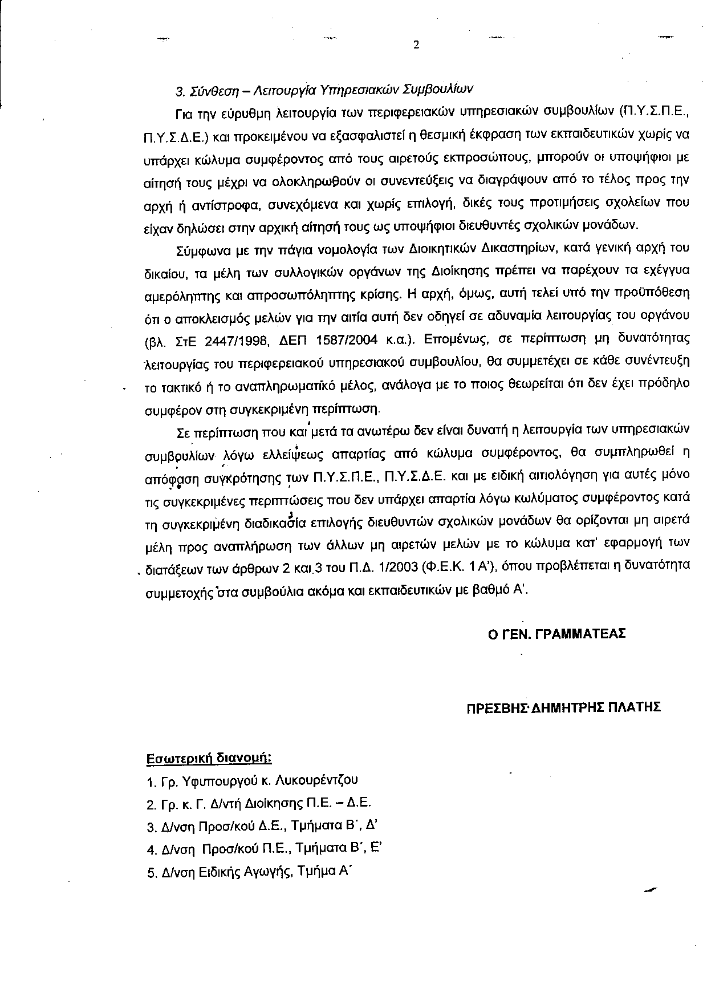 2
3. Σύνθεση – Λειτουργία Υπηρεσιακών Συμβουλίων
Για την εύρυθμη λειτουργία των περιφερειακών υπηρεσιακών συμβουλίων (Π.Υ.Σ.Π.Ε.,
Π.Υ.Σ.Δ.Ε.) και προκειμένου να εξασφαλιστεί η θεσμική έκφραση των εκπαιδευτικών χωρίς να
υπάρχει κώλυμα συμφέροντος από τους αιρετούς εκπροσώπους, μπορούν οι υποψήφιοι με
αίτησή τους μέχρι να ολοκληρωθούν οι συνεντεύξεις να διαγράψουν από το τέλος προς την
αρχή ή αντίστροφα, συνεχόμενα και χωρίς επιλογή, δικές τους προτιμήσεις σχολείων που
είχαν δηλώσει στην αρχική αίτησή τους ως υποψήφιοι διευθυντές σχολικών μονάδων.
Σύμφωνα με την πάγια νομολογία των Διοικητικών Δικαστηρίων, κατά γενική αρχή του
δικαίου, τα μέλη των συλλογικών οργάνων της Διοίκησης πρέπει να παρέχουν τα εχέγγυα
αμερόληπτης και απροσωπόληπτης κρίσης. Η αρχή, όμως, αυτή τελεί υπό την προϋπόθεση
ότι ο αποκλεισμός μελών για την αιτία αυτή δεν οδηγεί σε αδυναμία λειτουργίας του οργάνου
(βλ. ΣτΕ 2447/1998, ΔΕΠ 1587/2004 κ.α.). Επομένως, σε περίπτωση μη δυνατότητας
λειτουργίας του περιφερειακού υπηρεσιακού συμβουλίου, θα συμμετέχει σε κάθε συνέντευξη
το τακτικό ή το αναπληρωματικό μέλος, ανάλογα με το ποιος θεωρείται ότι δεν έχει πρόδηλο
συμφέρον στη συγκεκριμένη περίπτωση.
Σε περίπτωση που και μετά τα ανωτέρω δεν είναι δυνατή η λειτουργία των υπηρεσιακών
συμβουλίων λόγω ελλείψεως απαρτίας από κώλυμα συμφέροντος, θα συμπληρωθεί η
απόφαση συγκρότησης των Π.Υ.Σ.Π.Ε., Π.Υ.Σ.Δ.Ε. και με ειδική αιτιολόγηση για αυτές μόνο
τις συγκεκριμένες περιπτώσεις που δεν υπάρχει απαρτία λόγω κωλύματος συμφέροντος κατά
τη συγκεκριμένη διαδικασία επιλογής διευθυντών σχολικών μονάδων θα ορίζονται μη αιρετά
μέλη προς αναπλήρωση των άλλων μη αιρετών μελών με το κώλυμα κατ' εφαρμογή των
διατάξεων των άρθρων 2 και 3 του Π.Δ. 1/2003 (Φ.Ε.Κ. 1 Α'), όπου προβλέπεται η δυνατότητα
συμμετοχής στα συμβούλια ακόμα και εκπαιδευτικών με βαθμό Α'.
Ο ΓΕΝ. ΓΡΑΜΜΑΤΕΑΣ
ΠΡΕΣΒΗΣ ΔΗΜΗΤΡΗΣ ΠΛΑΤΗΣ
Εσωτερική διανομή:
1. Γρ. Υφυπουργού κ. Λυκουρέντζου
2. Γρ. κ. Γ. Δ/ντή Διοίκησης Π.Ε. – Δ.Ε.
3. Δ/νση Προσ/κού Δ.Ε., Τμήματα Β΄, Δ'
4. Δ/νση Προσ/κού Π.Ε., Τμήματα Β΄, Ε'
5. Δ/νση Ειδικής Αγωγής, Τμήμα Α΄